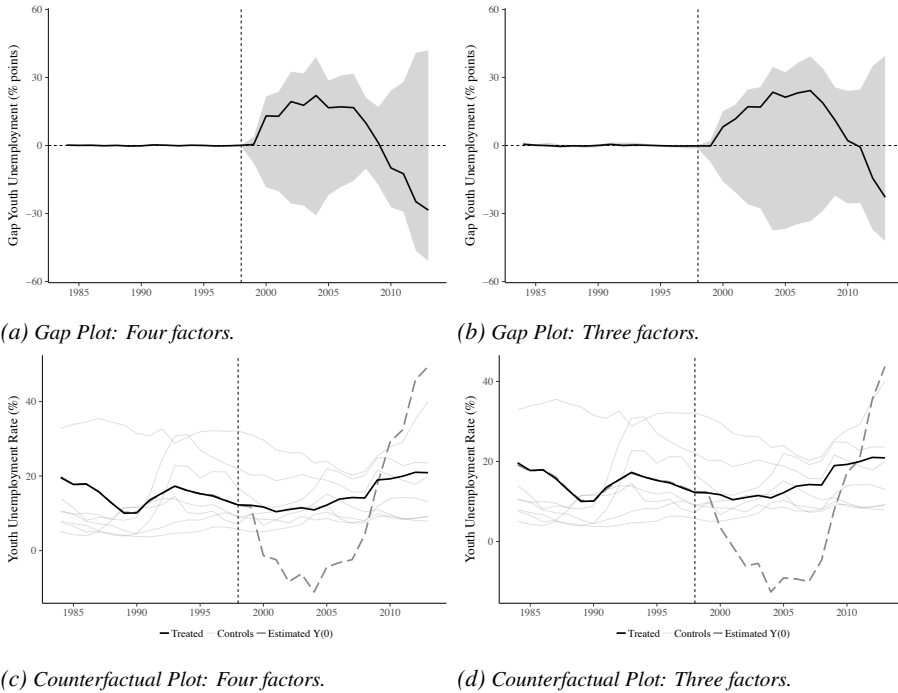 60
30
0
−30
−60
Gap Youth Unemployment (% points)
1985 1990 1995 2000 2005 2010
(a) Gap Plot: Four factors.
60
30
0
−30
−60
Gap Youth Unemployment (% points)
1985 1990 1995 2000 2005 2010
(b) Gap Plot: Three factors.
40
20
0
Youth Unemployment Rate (%)
1985 1990 1995 2000 2005 2010
Treated Controls Estimated Y(0)
(c) Counterfactual Plot: Four factors.
40
20
0
Youth Unemployment Rate (%)
1985 1990 1995 2000 2005 2010
Treated Controls Estimated Y(0)
(d) Counterfactual Plot: Three factors.